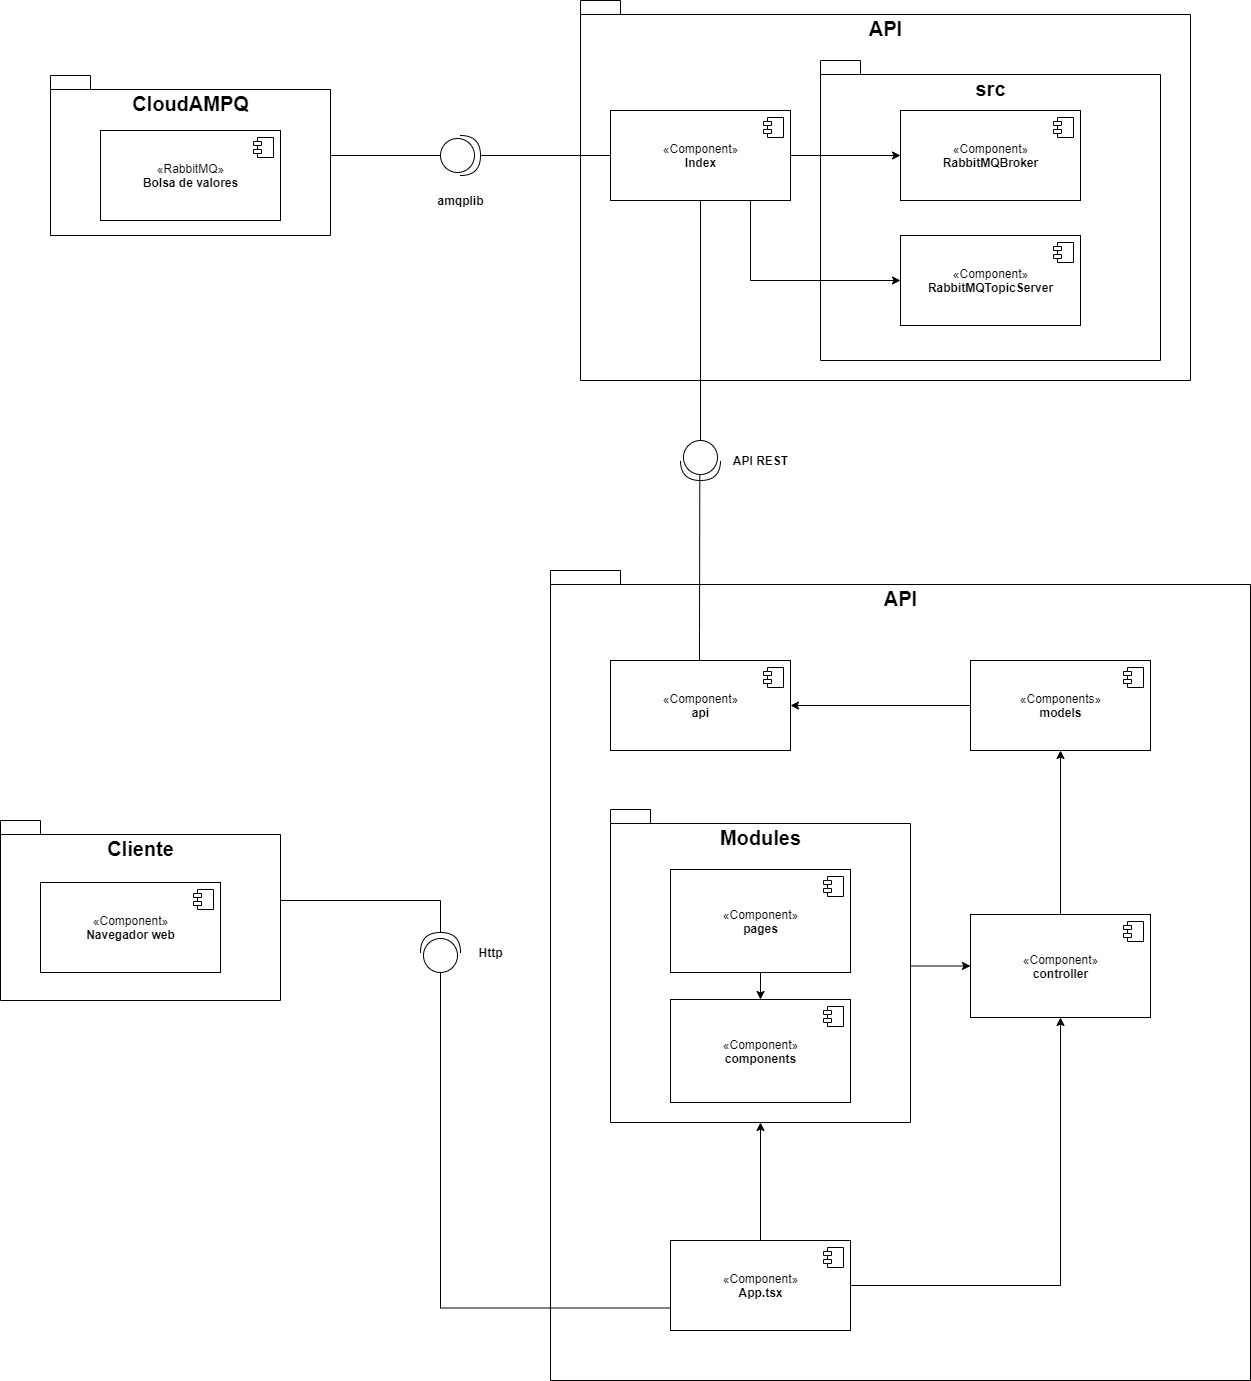 API
CloudAMPQ
src
«RabbitMQ»
Bolsa de valores
amqplib
«Component»
Index
«Component»
RabbitMQBroker
«Component»
RabbitMQTopicServer
API REST
API
«Component»
api
«Components»
models
Cliente
«Component»
Navegador web
Http
Modules
«Component»
pages
«Component»
controller
«Component»
components
«Component»
App.tsx